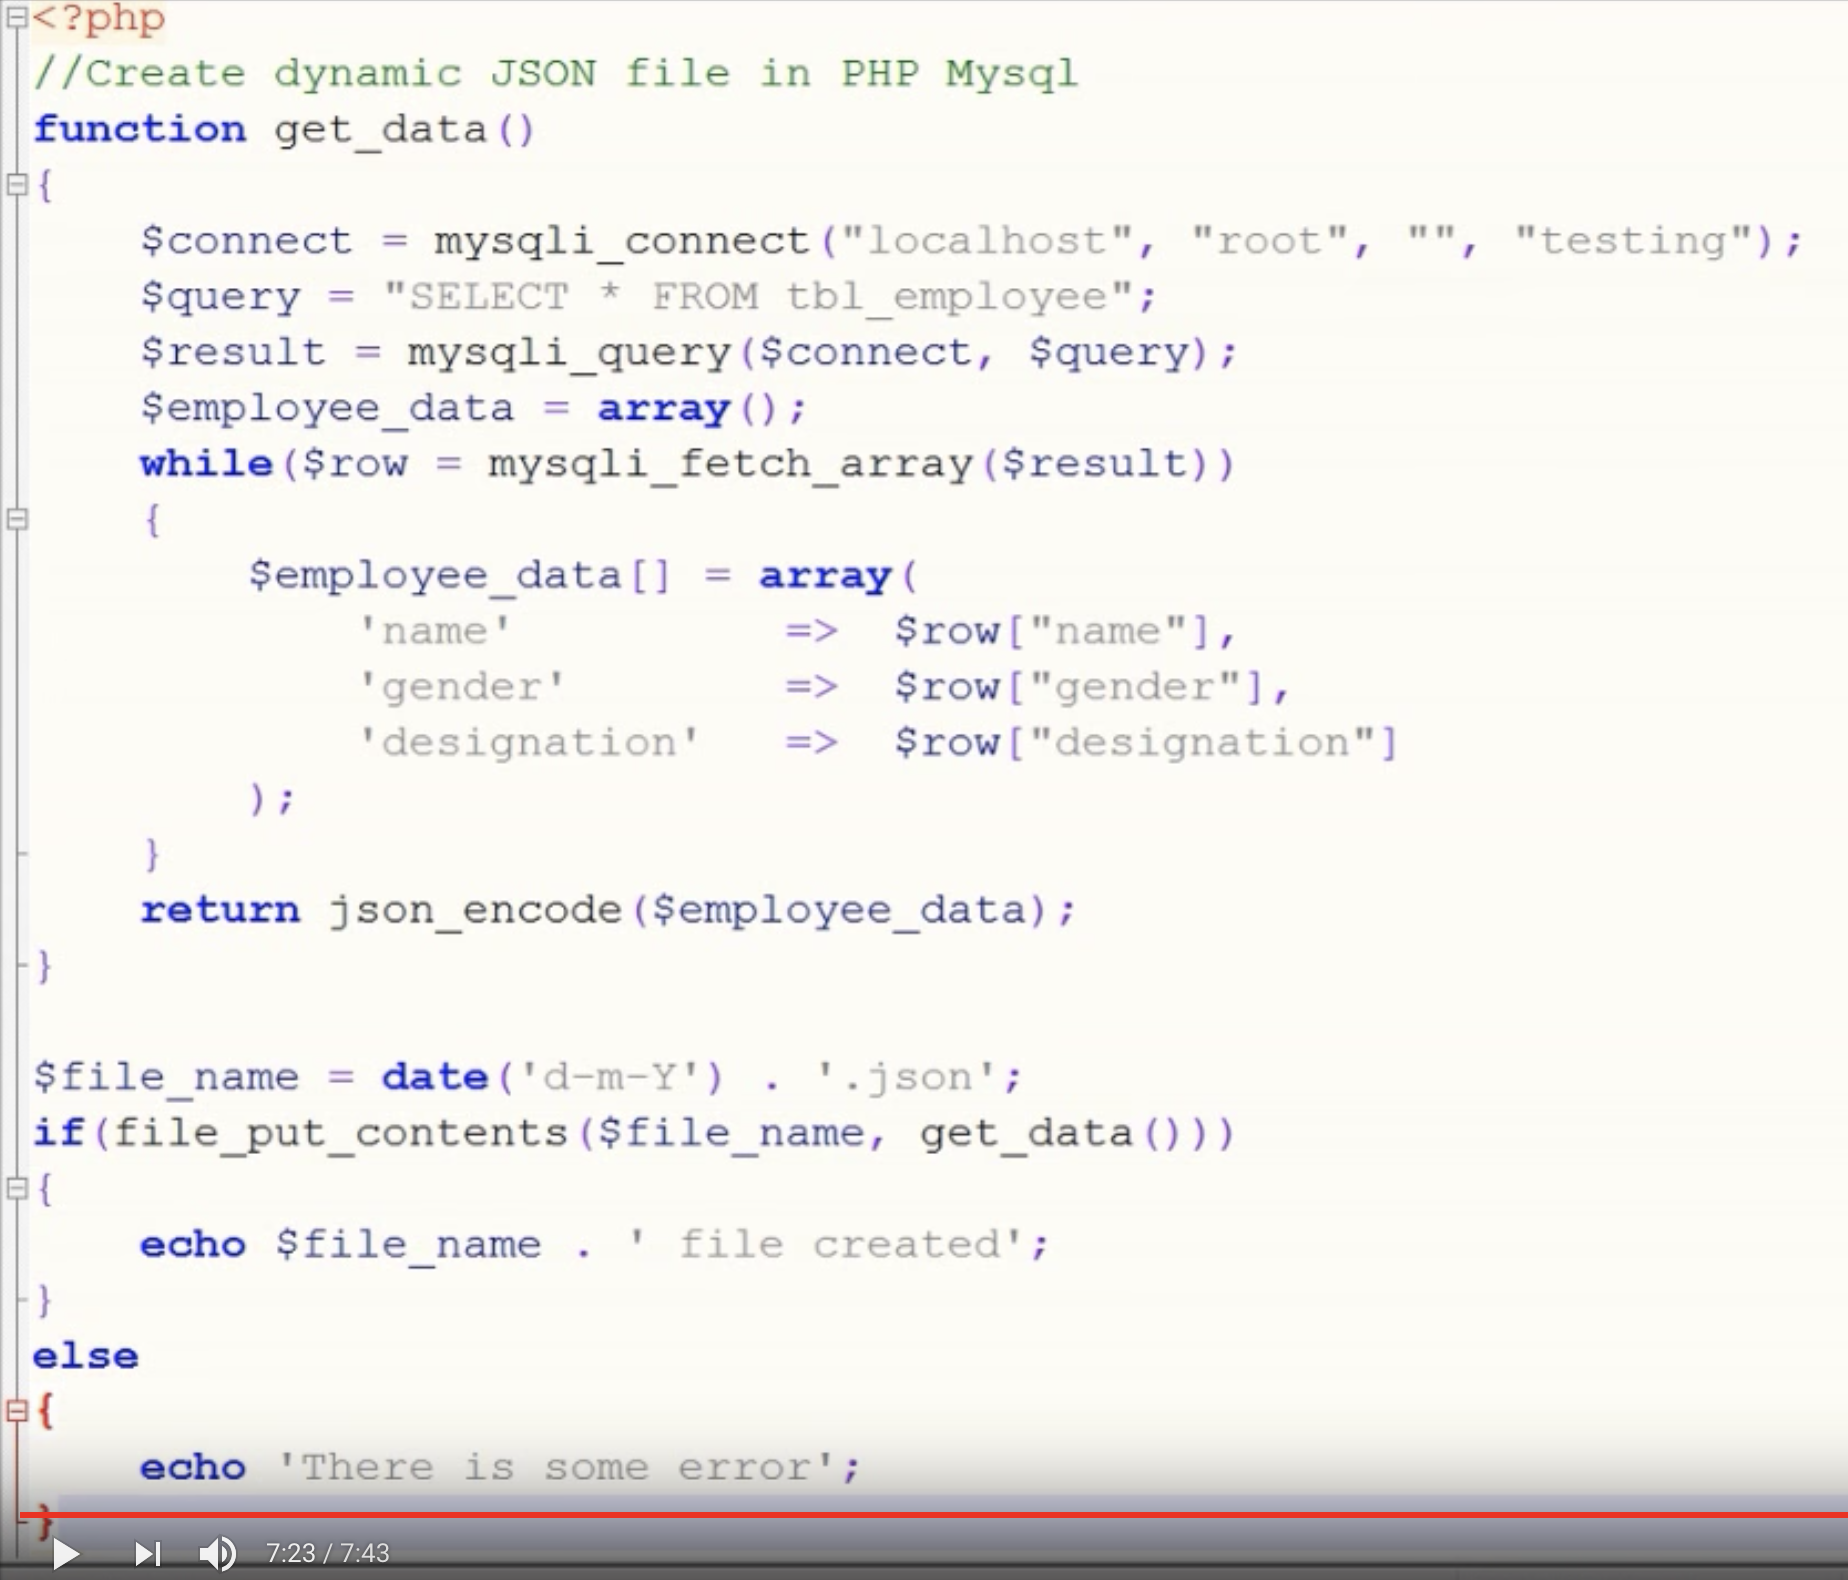 <?php
//Create dynamic JSON file in PHP Mysql
function get_data()
{
    $connect = mysqli_connect("localhost", "root", "", "testing");
    $query = "SELECT * FROM tbl_employee";
    $result = mysqli_query($connect, $query);
    $employee_data = array();
    while($row = mysqli_fetch_array($result))
    {
        $employee_data[] = array(
            'name'          =>  $row["name"],
            'gender'        =>  $row["gender"],
            'designation'   =>  $row["designation"]
        );
    }
    return json_encode($employee_data);
}

$file_name = date('d-m-Y') . '.json';
if(file_put_contents($file_name, get_data()))
{
    echo $file_name . ' file created';
}
else
{
    echo 'There is some error';
}
7:23 / 7:43